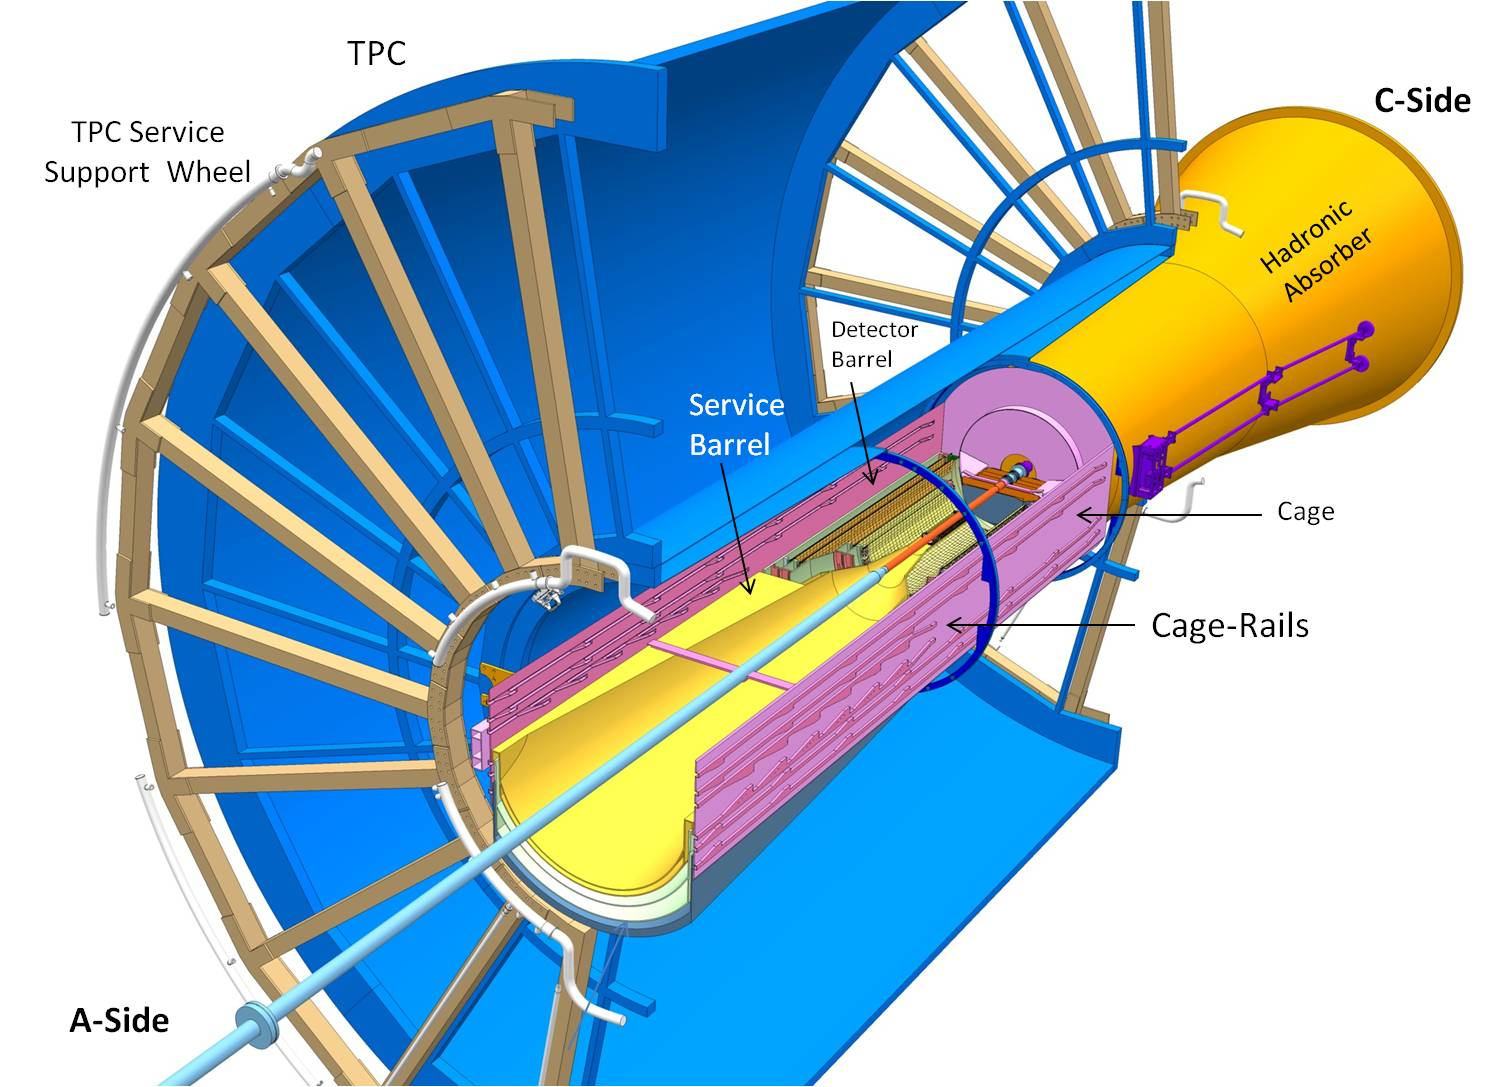 TPC
TPC Service
Support Wheel
C-Side
Hadronic
Absorber
Detector
Barrel
Service
Barrel
Cage
Cage-Rails
A-Side